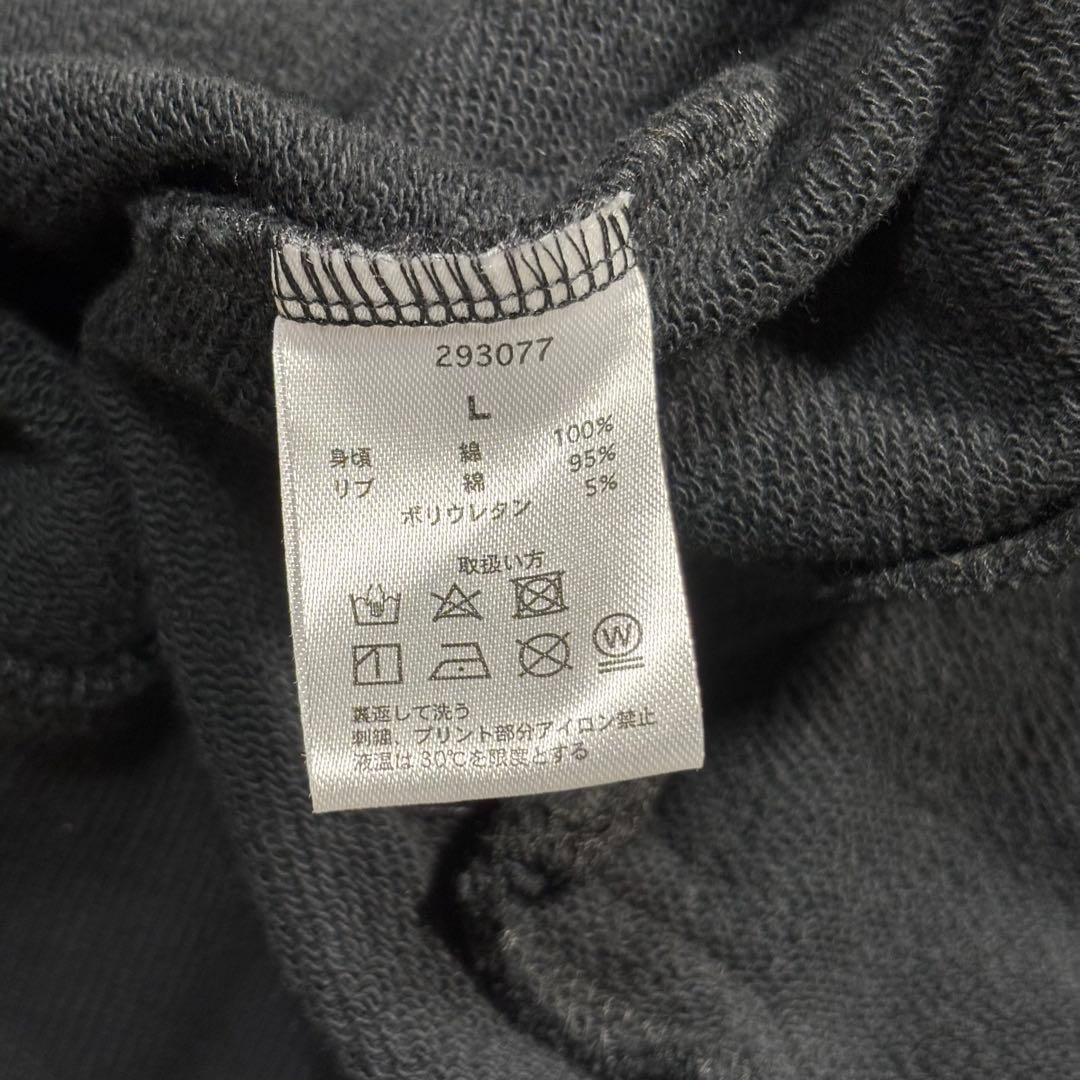 293077
L
身頃 綿 100%
リブ 綿 95%
ポリウレタン 5%
取扱い方
W
裏返して洗う
刺繍、プリント部分アイロン禁止
液温は30℃を限度とする